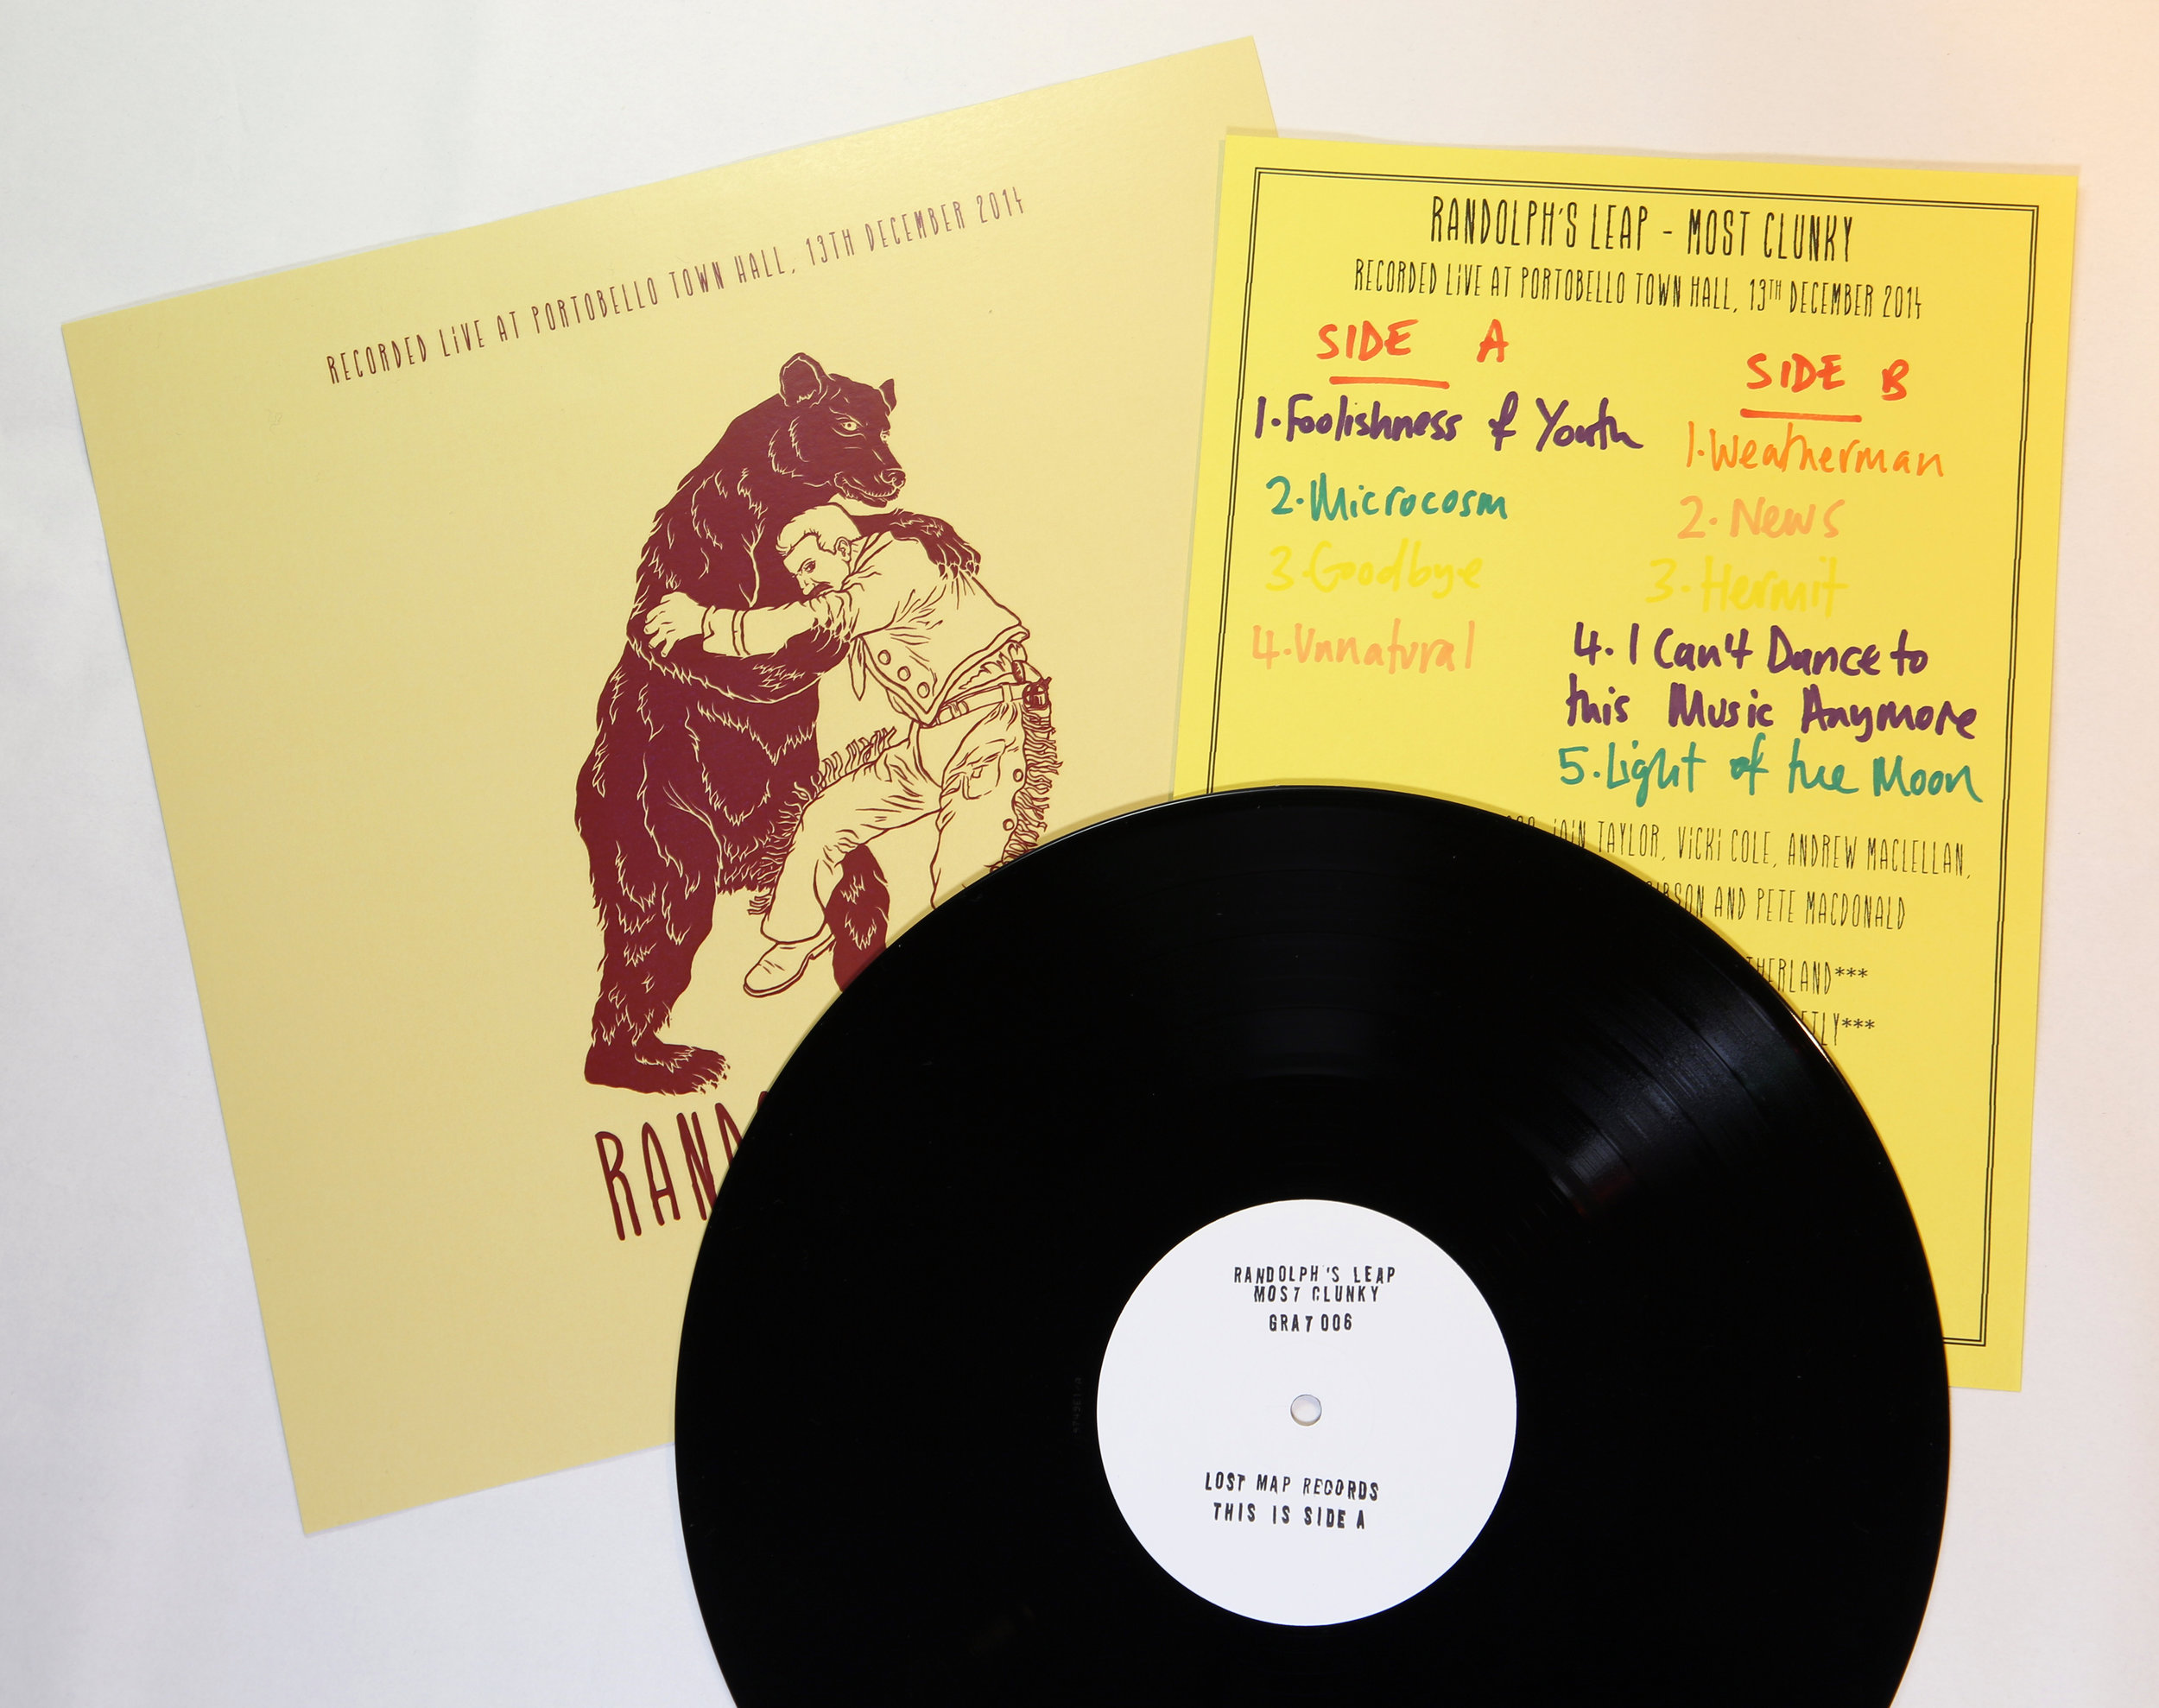 RECORDED LIVE AT PORTOBELLO TOWN HALL, 13TH DECEMBER 2014
RANDOLPH'S LEAP - MOST CLUNKY
RECORDED LIVE AT PORTOBELLO TOWN HALL, 13TH DECEMBER 2014
SIDE A
1. Foolishness of Youth
2. Microcosm
3. Goodbye
4. Unnatural
SIDE B
1. Weatherman
2. News
3. Hermit
4. I Can't Dance to
this Music Anymore
5. Light of the Moon
IAIN TAYLOR, VICKI COLE, ANDREW MACLELLAN,
AND PETE MACDONALD
RANDOLPH'S LEAP
MOST CLUNKY
GRAT 006
LOST MAP RECORDS
THIS IS SIDE A